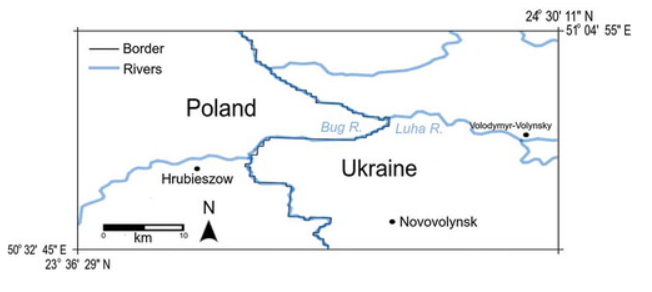 24° 30' 11" N
51° 04' 55" E
Border
Rivers
Poland
Bug R.
Luha R.
Volodymyr-Volynsky
Ukraine
Hrubieszow
N
Novovolynsk
0 10
km
50° 32' 45" E
23° 36' 29" N